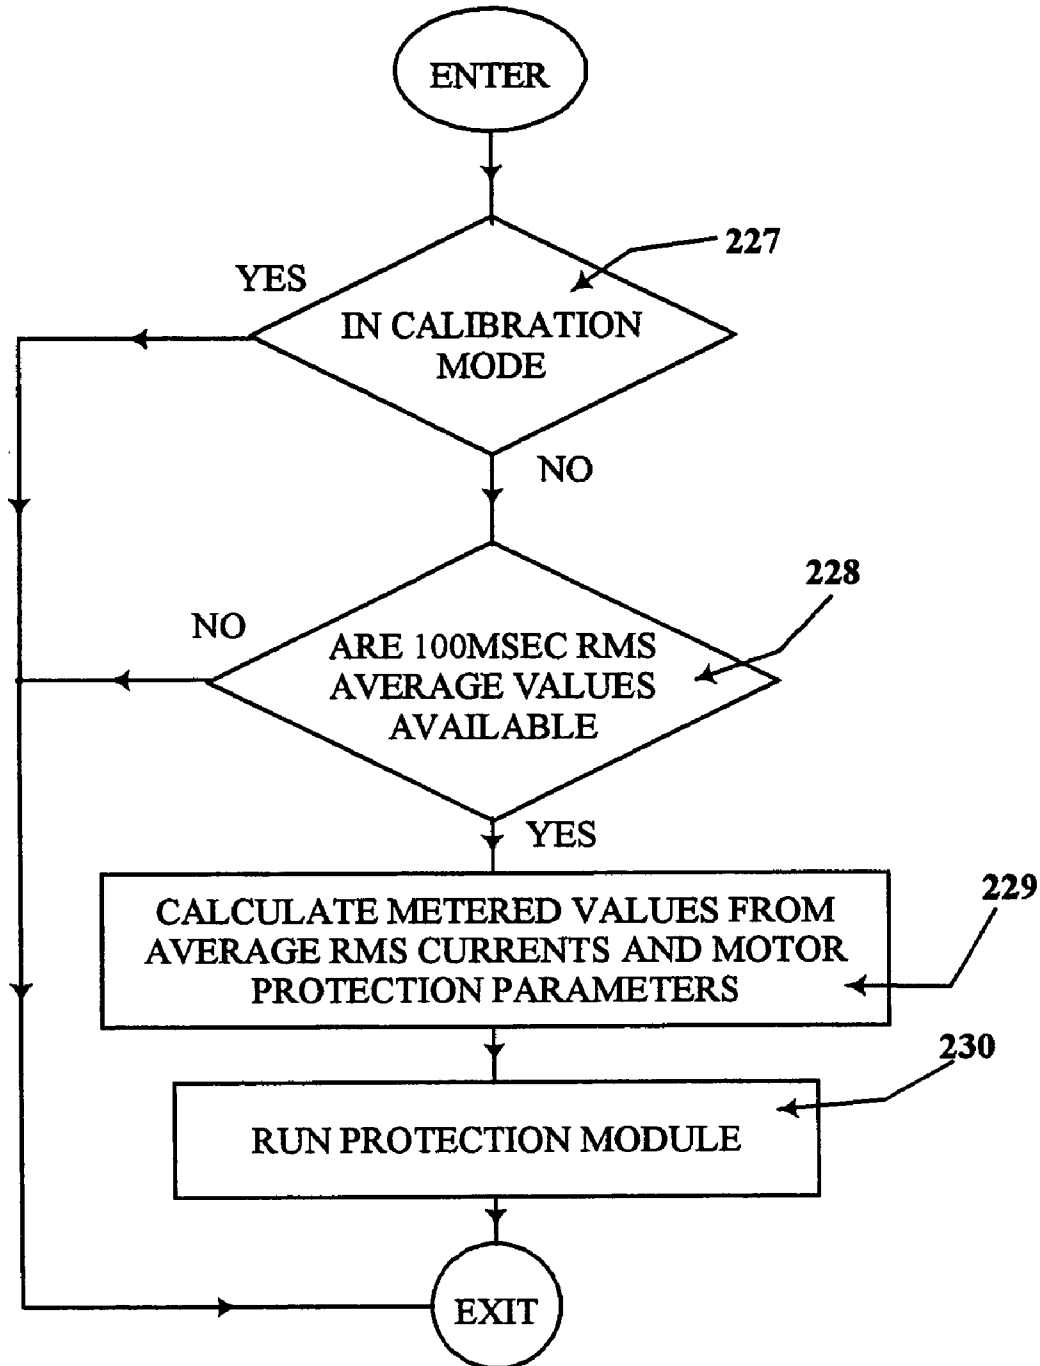 ENTER
227
YES
IN CALIBRATION
MODE
NO
228
NO
ARE 100MSEC RMS
AVERAGE VALUES
AVAILABLE
YES
229
CALCULATE METERED VALUES FROM
AVERAGE RMS CURRENTS AND MOTOR
PROTECTION PARAMETERS
230
RUN PROTECTION MODULE
EXIT